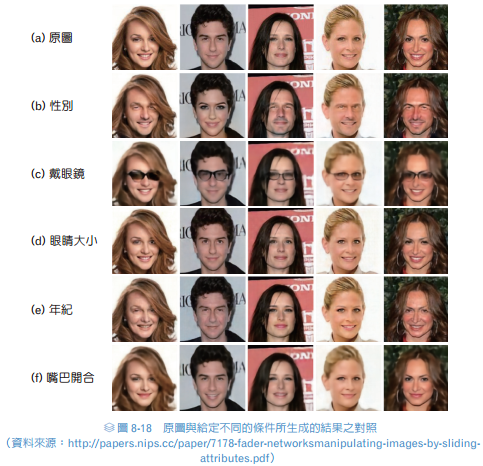 (a) 原圖
(b) 性別
(c) 戴眼鏡
(d) 眼睛大小
(e) 年紀
(f) 嘴巴開合
圖 8-18 原圖與給定不同的條件所生成的結果之對照
（資料來源：http://papers.nips.cc/paper/7178-fader-networksmanipulating-images-by-sliding-
attributes.pdf）